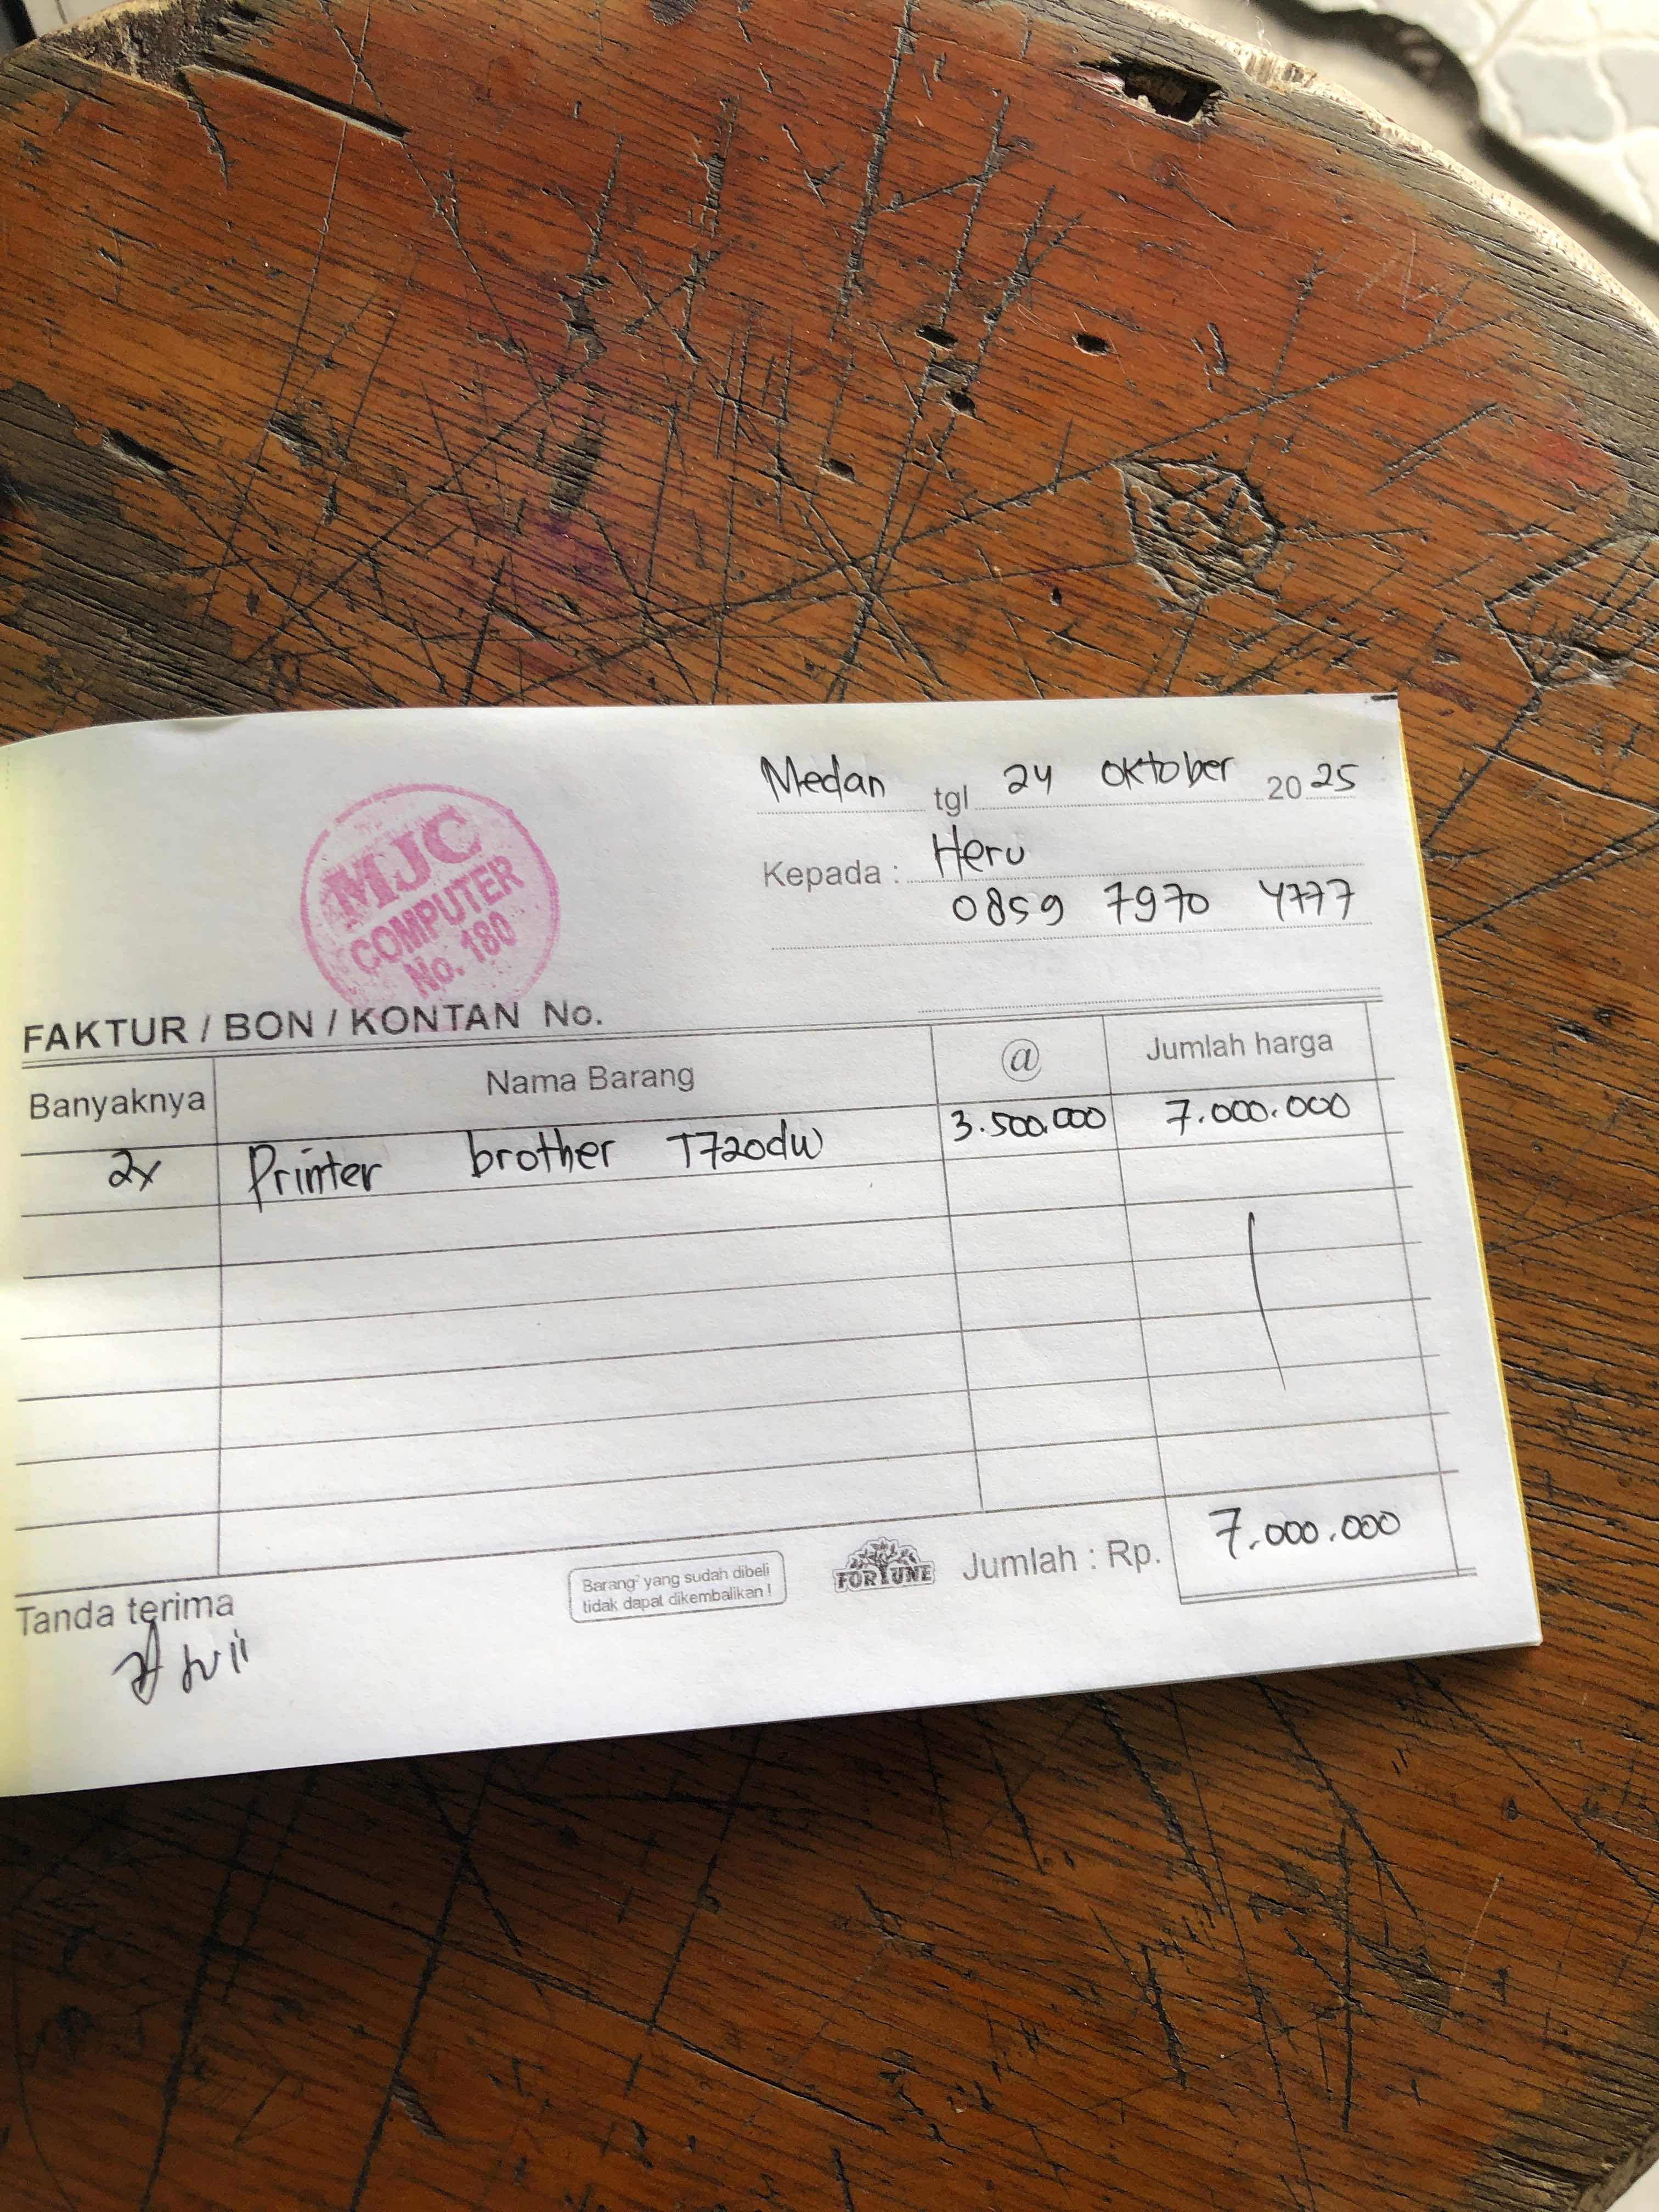 Medan tgl 24 Oktober 2025
Kepada : Heru
0859 7970 4777
MJC
COMPUTER
No. 180
FAKTUR / BON / KONTAN No.
Banyaknya Nama Barang @ Jumlah harga
2x Printer brother T720dw 3.500.000 7.000.000
Jumlah : Rp. 7.000.000
FORTUNE
Barang² yang sudah dibeli
tidak dapat dikembalikan !
Tanda terima